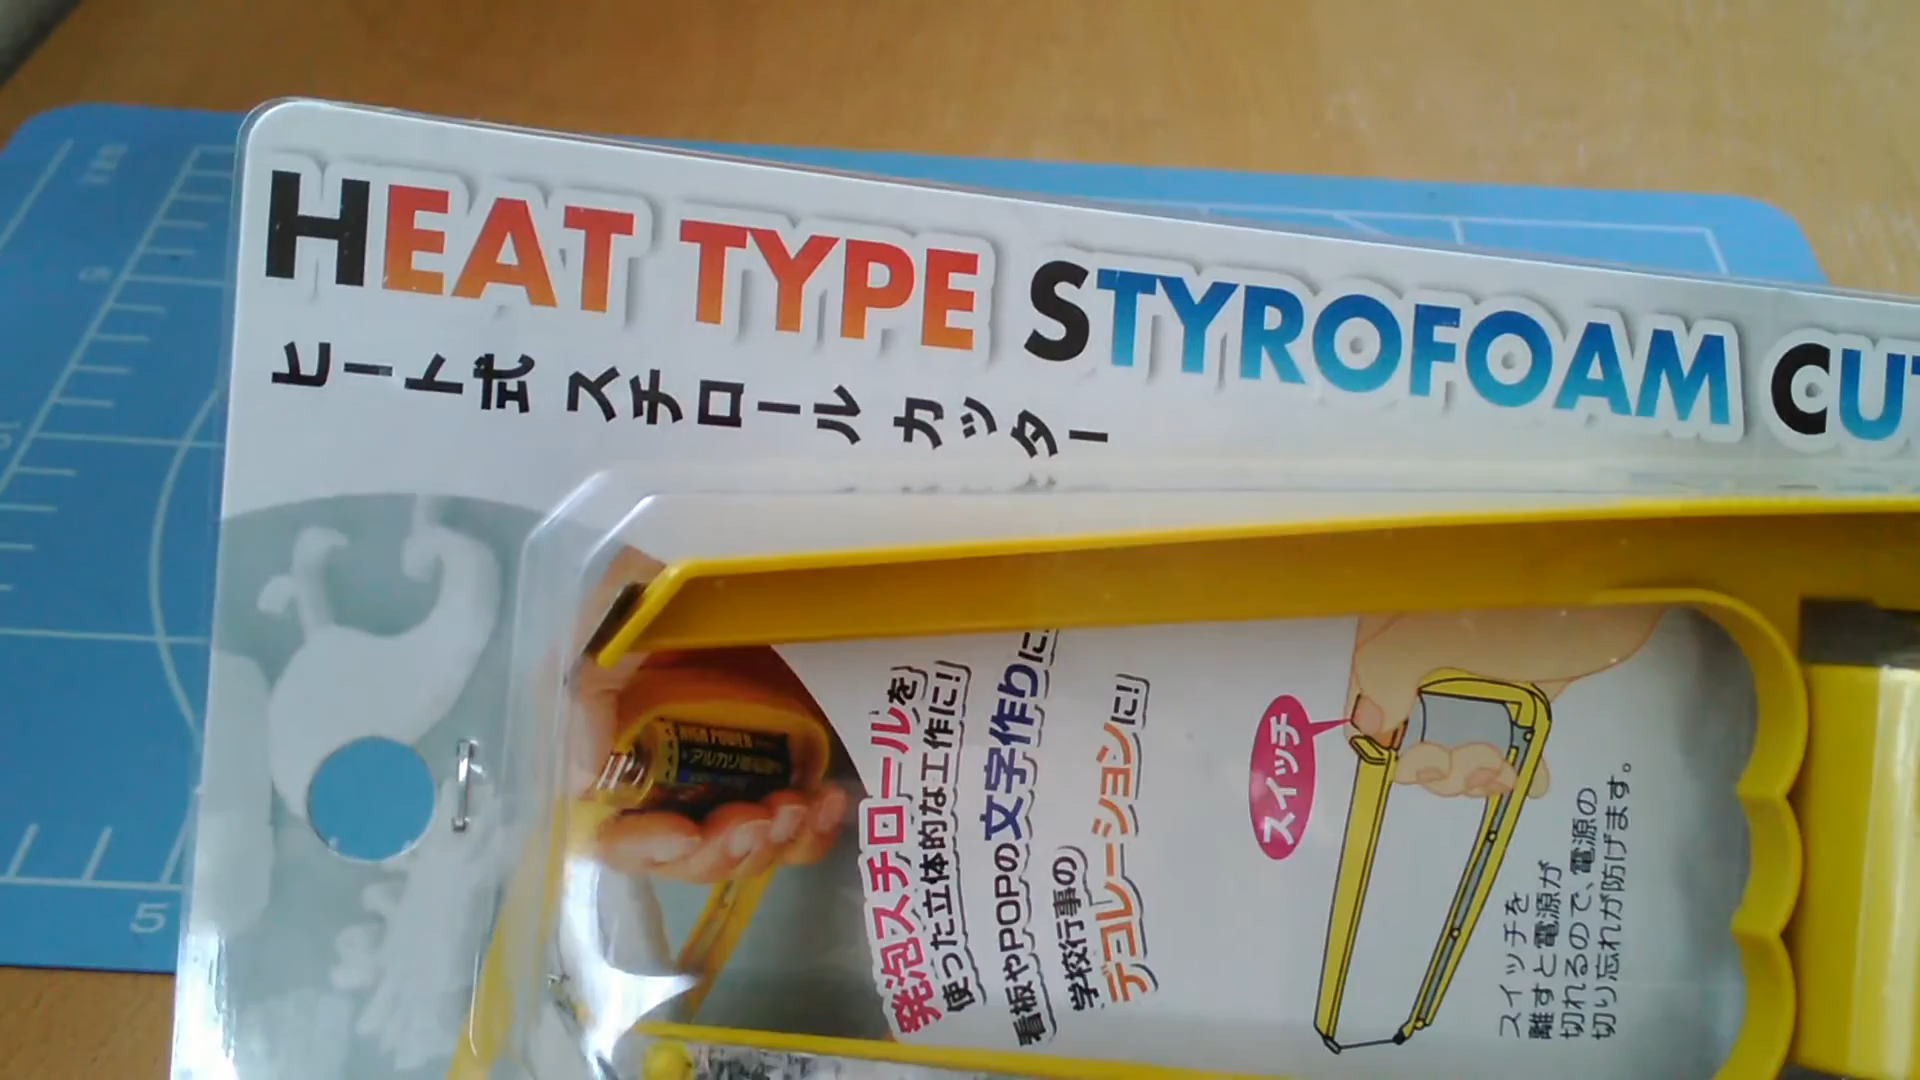 HEAT TYPE STYROFOAM CUT
ヒート式 スチロール カッター
発泡スチロールを
使った立体的な工作に!
看板やPOPの文字作りに
学校行事の
デコレーションに!
スイッチ
スイッチを
離すと電源が
切れるので、電源の
切り忘れが防げます。
HIGH POWER
アルカリ
5